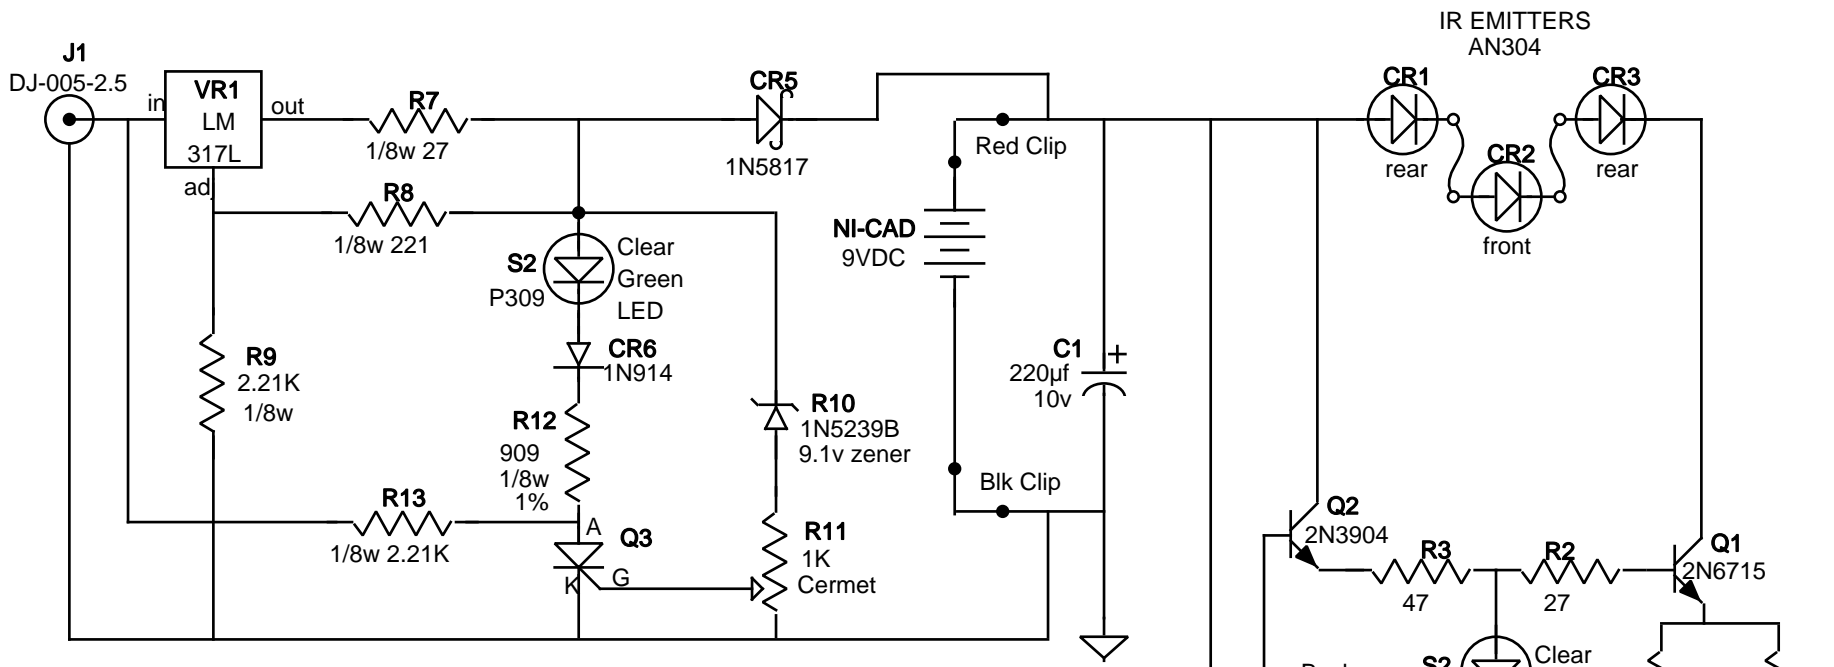 IR EMITTERS
AN304
J1
DJ-005-2.5
in
VR1
LM
317L
out
ad
R7
1/8w 27
R8
1/8w 221
CR5
1N5817
Red Clip
CR1
rear
CR2
front
CR3
rear
NI-CAD
9VDC
S2
P309
Clear
Green
LED
CR6
1N914
R9
2.21K
1/8w
R12
909
1/8w
1%
R10
1N5239B
9.1v zener
C1
+
220µf
10v
Blk Clip
R13
1/8w 2.21K
A
Q3
K
G
R11
1K
Cermet
Q2
2N3904
R3
47
R2
27
Q1
2N6715
S2
Clear